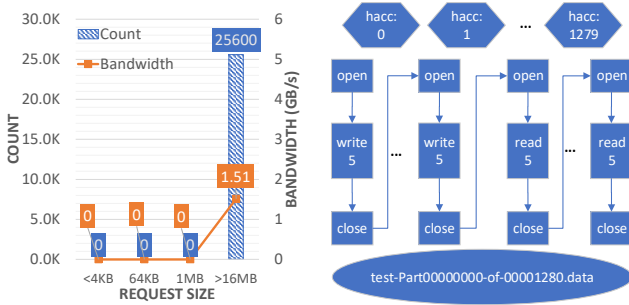 30.0K
25.0K
20.0K
15.0K
10.0K
5.0K
0.0K
COUNT
Count
Bandwidth
25600
1.51
0
0
0
0
0
0
6
5
4
3
2
1
0
BANDWIDTH (GB/s)
<4KB
64KB
1MB
>16MB
REQUEST SIZE
hacc:
0
hacc:
1
...
hacc:
1279
open
open
open
open
write
5
...
write
5
read
5
...
read
5
close
close
close
close
test-Part00000000-of-00001280.data